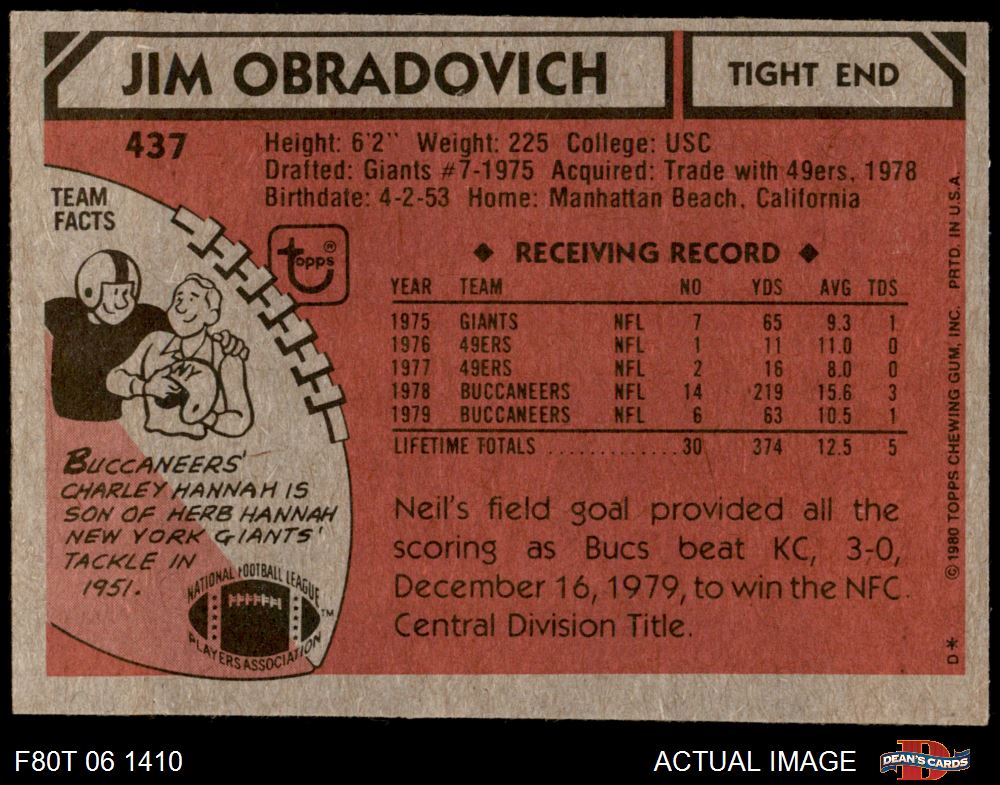 JIM OBRADOVICH
TIGHT END
437
Height: 6'2" Weight: 225 College: USC
Drafted: Giants #7-1975 Acquired: Trade with 49ers, 1978
Birthdate: 4-2-53 Home: Manhattan Beach, California
TEAM
FACTS
topps®
NY
BUCCANEERS'
CHARLEY HANNAH IS
SON OF HERB HANNAH
NEW YORK GIANTS'
TACKLE IN
1951.
NATIONAL FOOTBALL LEAGUE
PLAYERS ASSOCIATION
TM
◆ RECEIVING RECORD ◆
YEAR TEAM NO YDS AVG TDS
1975 GIANTS NFL 7 65 9.3 1
1976 49ERS NFL 1 11 11.0 0
1977 49ERS NFL 2 16 8.0 0
1978 BUCCANEERS NFL 14 219 15.6 3
1979 BUCCANEERS NFL 6 63 10.5 1
LIFETIME TOTALS ............. 30 374 12.5 5
Neil's field goal provided all the
scoring as Bucs beat KC, 3-0,
December 16, 1979, to win the NFC
Central Division Title.
©1980 TOPPS CHEWING GUM, INC. PRTD. IN U.S.A.
D*
F80T 06 1410
ACTUAL IMAGE
D
DEAN'S CARDS